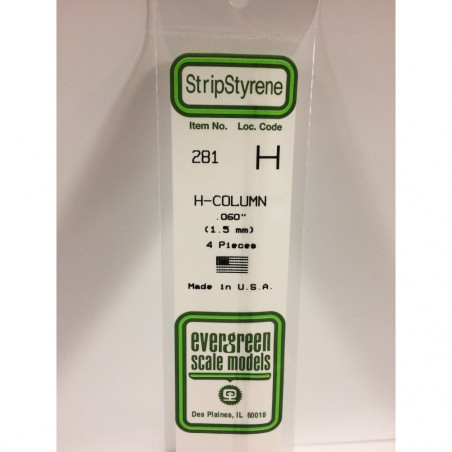 StripStyrene
Item No. Loc. Code
281 H
H-COLUMN
.060"
(1.5 mm)
4 Pieces
Made in U.S.A.
evergreen
scale models
Des Plaines, IL 60018